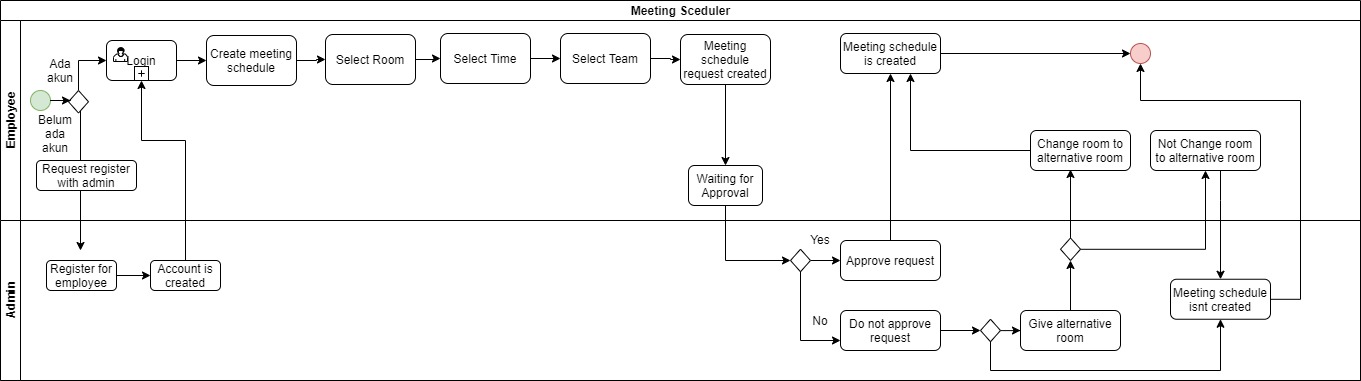 Meeting Sceduler
Employee
Ada
akun
Belum
ada
akun
Login
Create meeting
schedule
Select Room
Select Time
Select Team
Meeting
schedule
request created
Meeting schedule
is created
Request register
with admin
Waiting for
Approval
Change room to
alternative room
Not Change room
to alternative room
Admin
Register for
employee
Account is
created
Yes
Approve request
No
Do not approve
request
Give alternative
room
Meeting schedule
isnt created